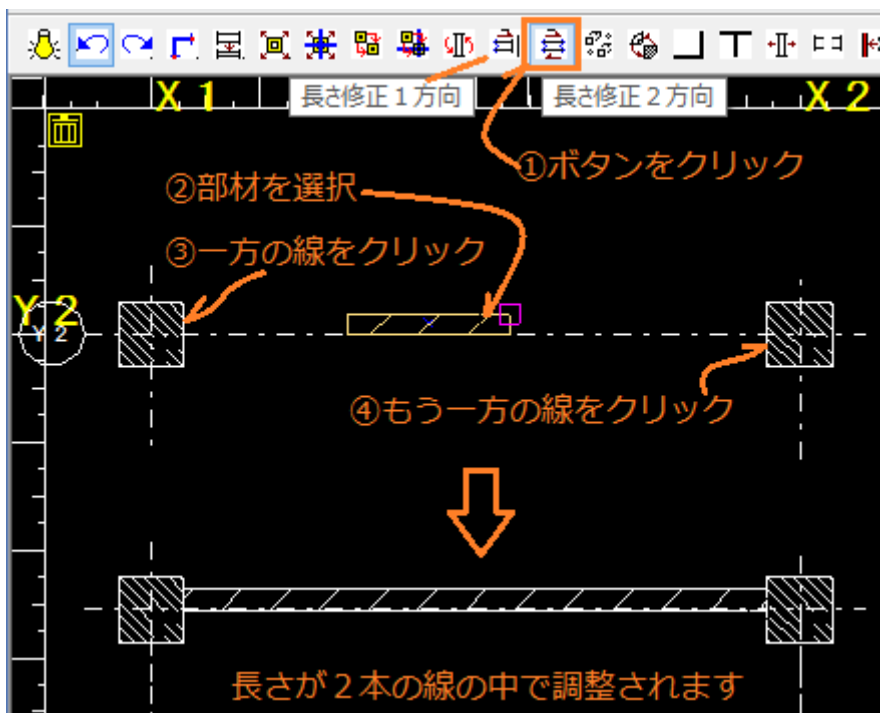 長さ修正１方向
長さ修正２方向
X 1
X 2
①ボタンをクリック
②部材を選択
③一方の線をクリック
Y 2
Y 2
④もう一方の線をクリック
長さが２本の線の中で調整されます